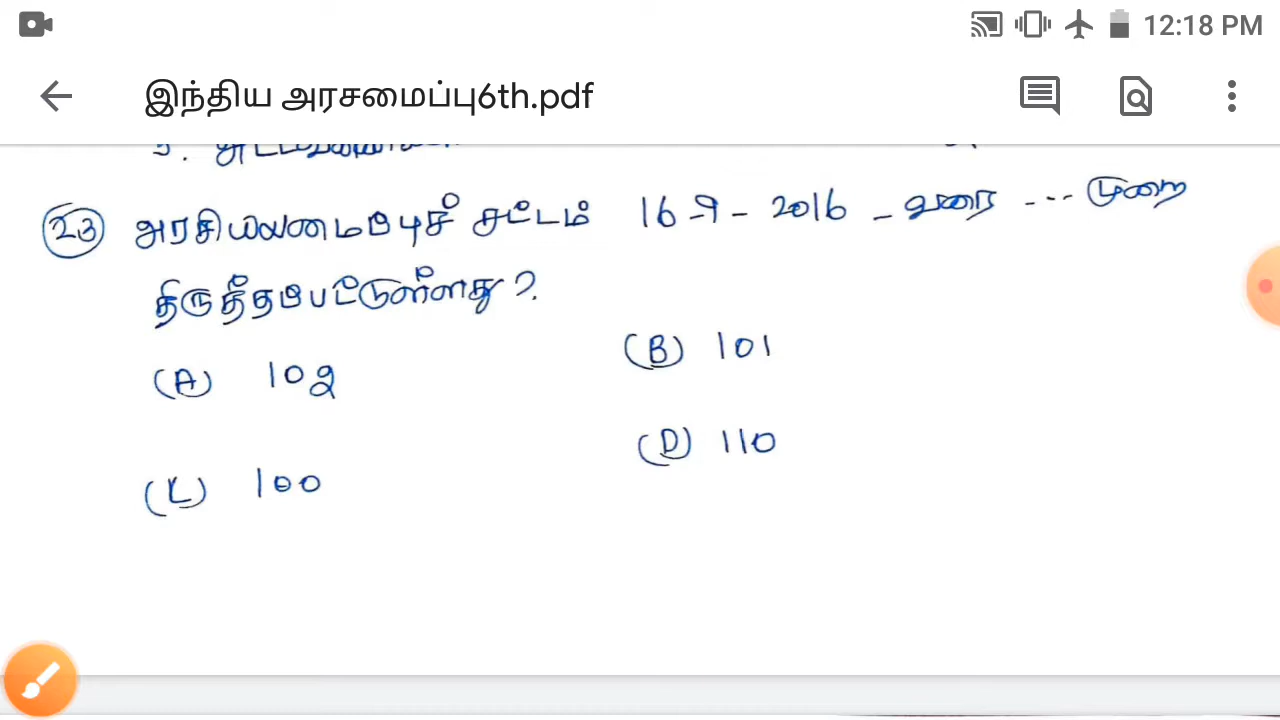 12:18 PM
இந்திய அரசமைப்பு6th.pdf
23 அரசியலமைப்புச் சட்டம் 16-9-2016 - வரை --- முறை
திருத்தப்பட்டுள்ளது?
(A) 102
(B) 101
(D) 110
(C) 100